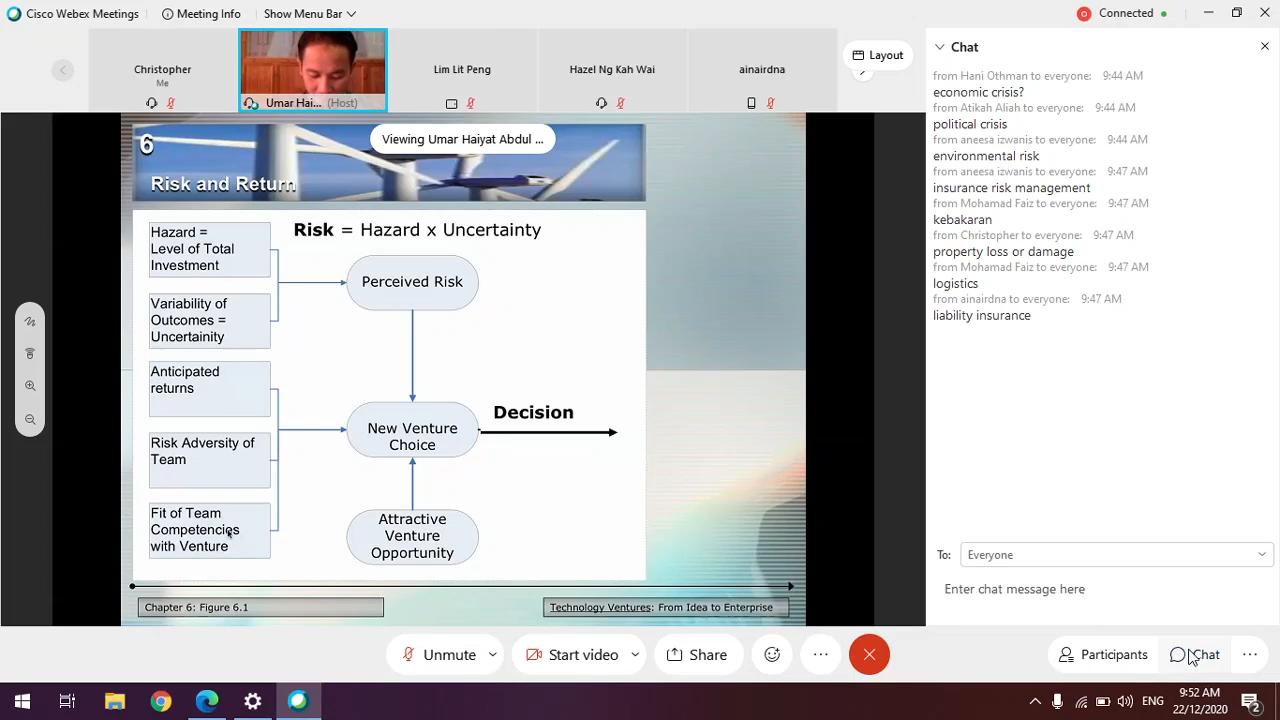 Cisco Webex Meetings
Meeting Info
Show Menu Bar
Connected
Christopher
Me
Umar Hai... (Host)
Lim Lit Peng
Hazel Ng Kah Wai
ainairdna
Layout
Viewing Umar Haiyat Abdul ...
6
Risk and Return
Risk = Hazard x Uncertainty
Hazard =
Level of Total
Investment
Variability of
Outcomes =
Uncertainity
Anticipated
returns
Risk Adversity of
Team
Fit of Team
Competencies
with Venture
Perceived Risk
New Venture
Choice
Attractive
Venture
Opportunity
Decision
Chapter 6: Figure 6.1
Technology Ventures: From Idea to Enterprise
Chat
from Hani Othman to everyone: 9:44 AM
economic crisis?
from Atikah Aliah to everyone: 9:44 AM
political crisis
from aneesa izwanis to everyone: 9:44 AM
environmental risk
from aneesa izwanis to everyone: 9:47 AM
insurance risk management
from Mohamad Faiz to everyone: 9:47 AM
kebakaran
from Christopher to everyone: 9:47 AM
property loss or damage
from Mohamad Faiz to everyone: 9:47 AM
logistics
from ainairdna to everyone: 9:47 AM
liability insurance
To: Everyone
Enter chat message here
Unmute
Start video
Share
Participants
Chat
ENG
9:52 AM
22/12/2020
2